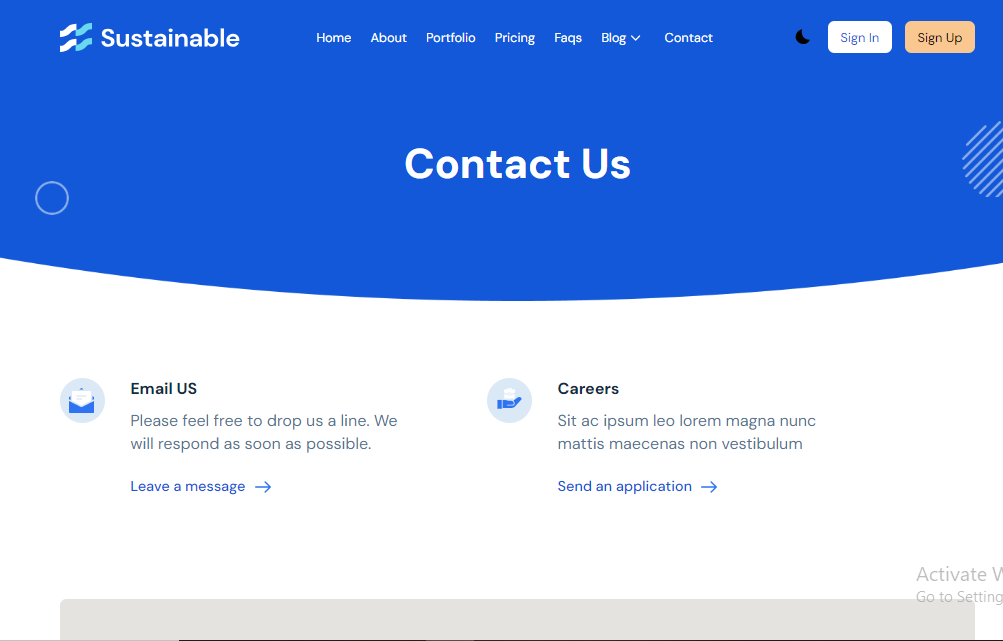 Sustainable
Home About Portfolio Pricing Faqs Blog Contact
Sign In Sign Up
Contact Us
Email US
Please feel free to drop us a line. We
will respond as soon as possible.
Leave a message
Careers
Sit ac ipsum leo lorem magna nunc
mattis maecenas non vestibulum
Send an application
Activate W
Go to Setting